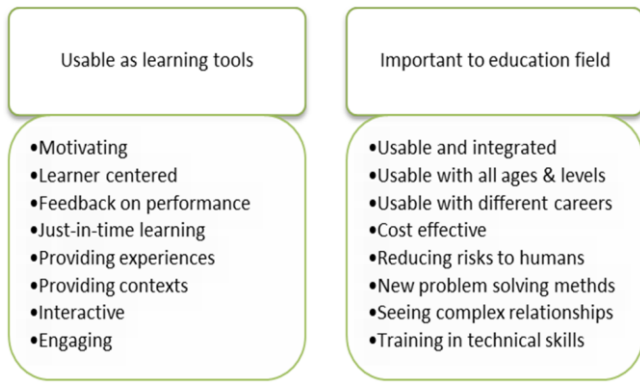 Usable as learning tools
•Motivating
•Learner centered
•Feedback on performance
•Just-in-time learning
•Providing experiences
•Providing contexts
•Interactive
•Engaging
Important to education field
•Usable and integrated
•Usable with all ages & levels
•Usable with different careers
•Cost effective
•Reducing risks to humans
•New problem solving methds
•Seeing complex relationships
•Training in technical skills